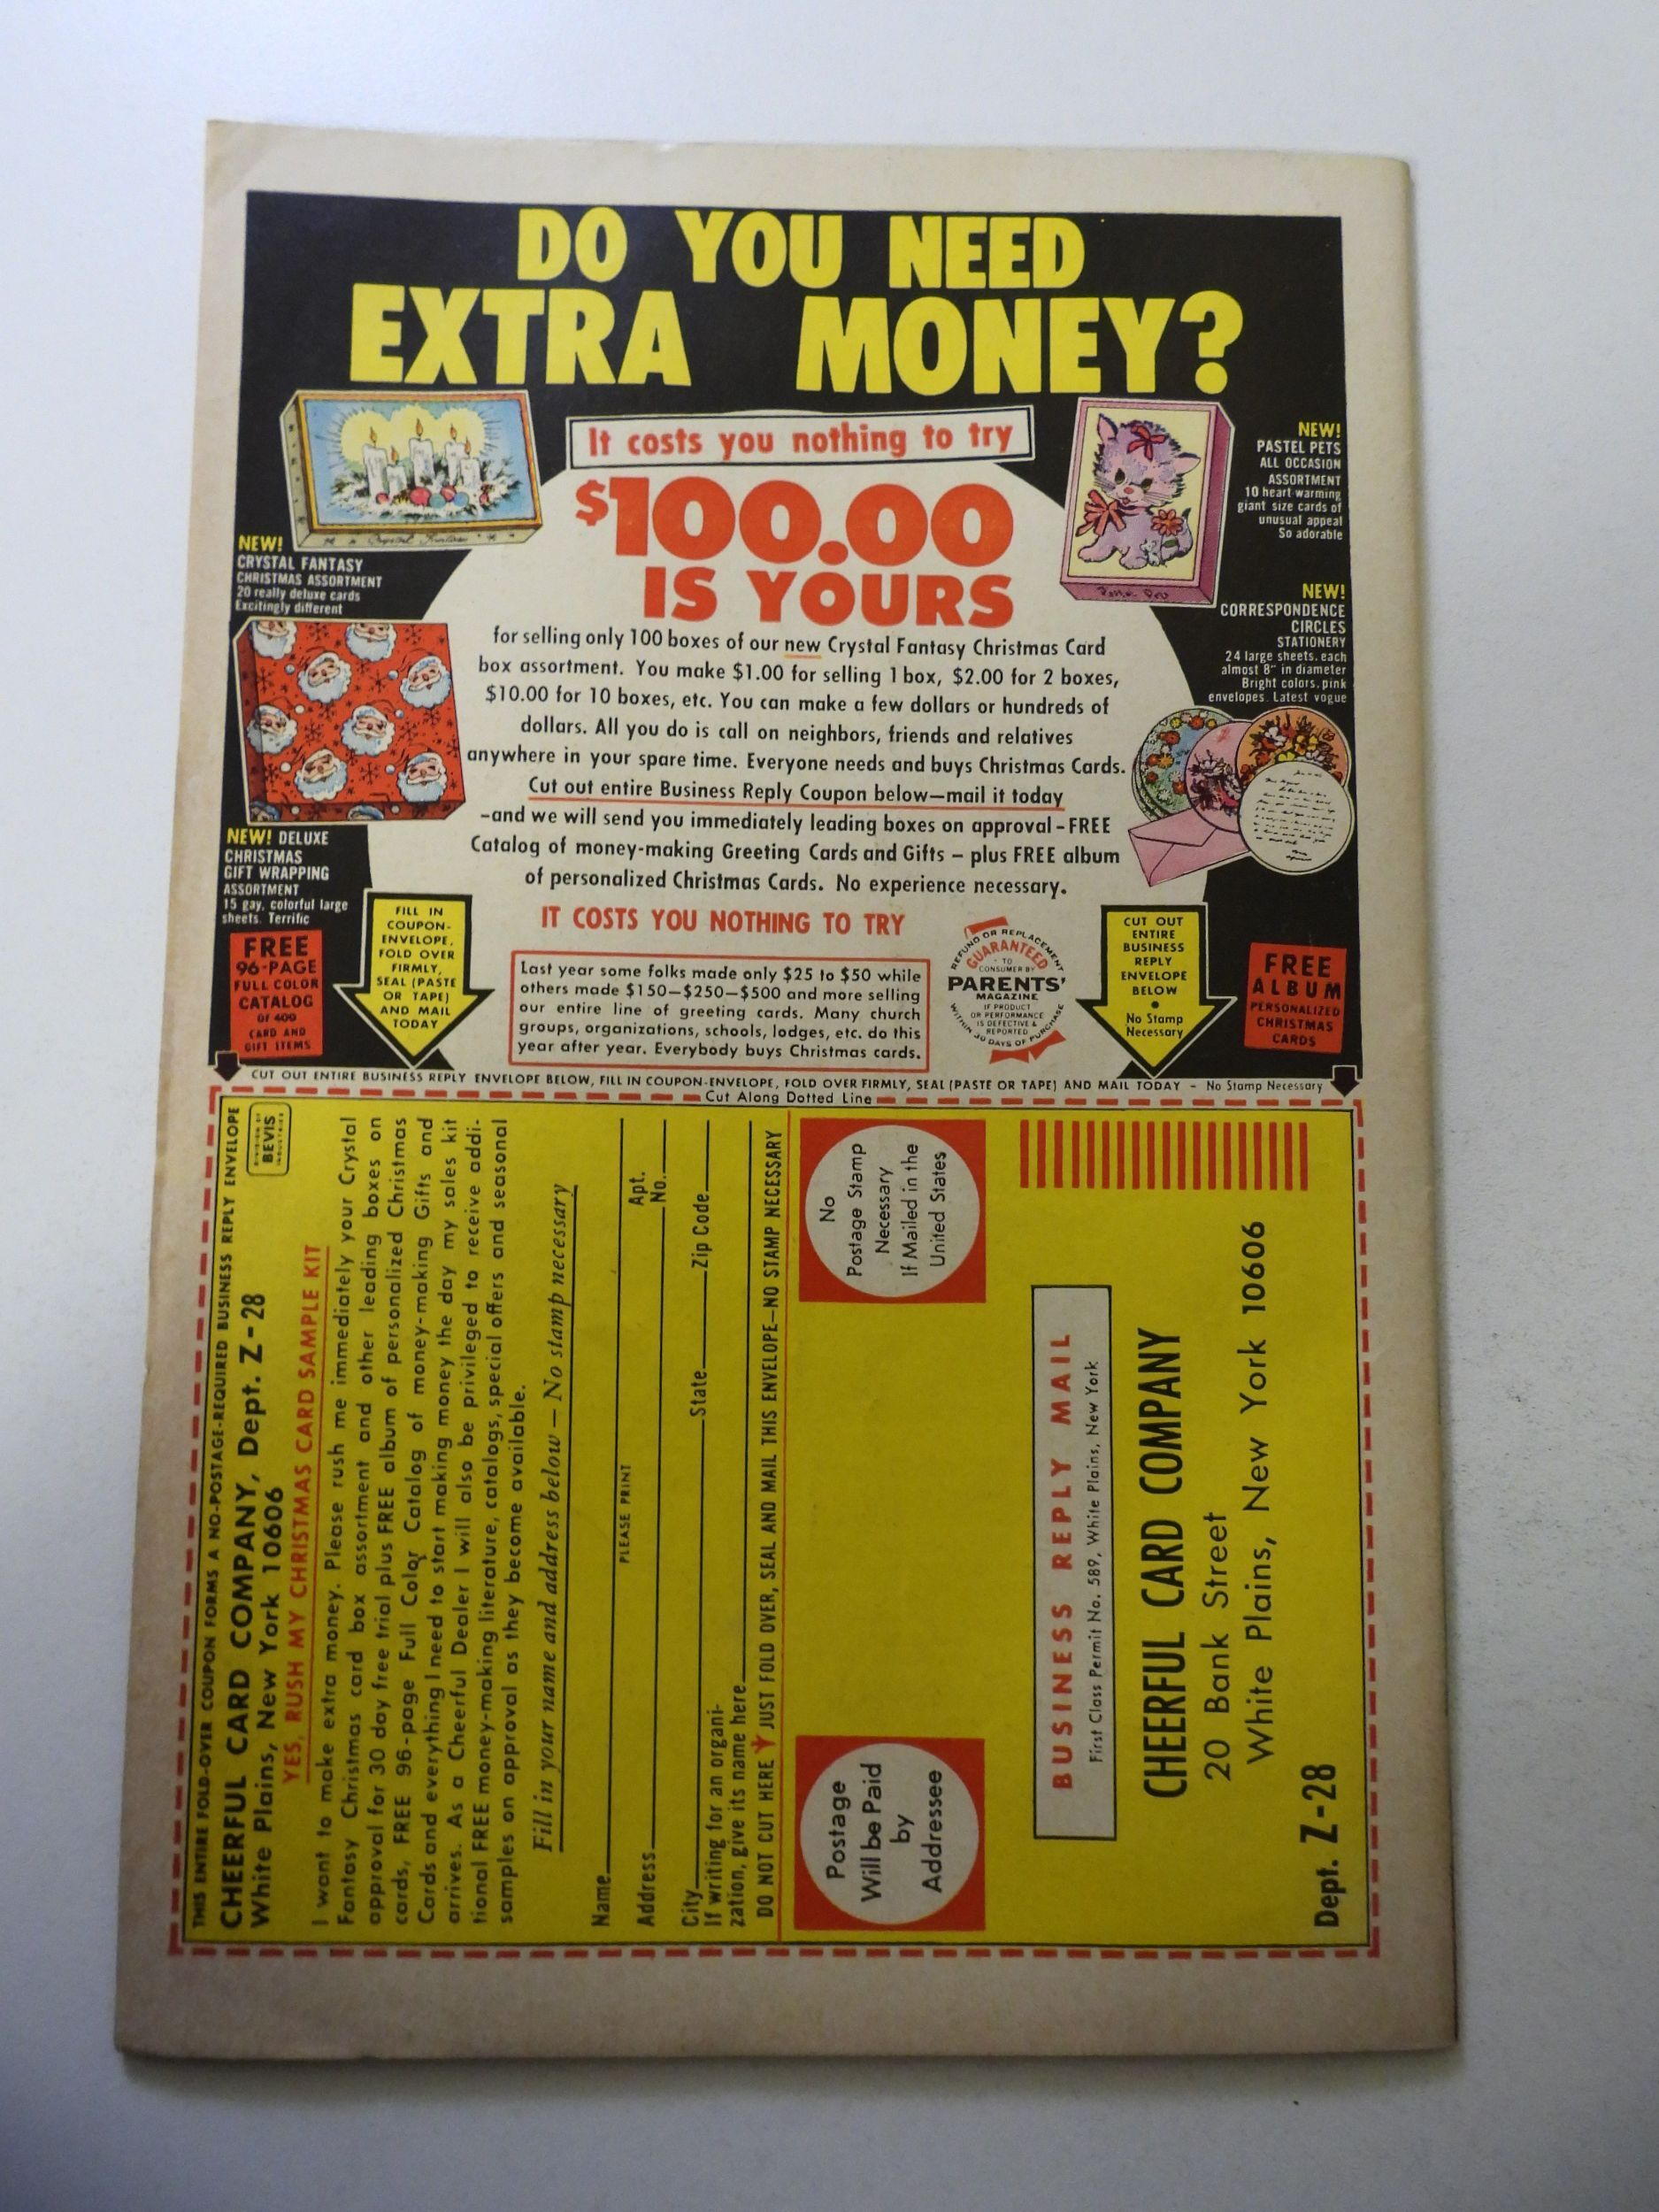 DO YOU NEED
EXTRA MONEY?
It costs you nothing to try
$100.00
IS YOURS
for selling only 100 boxes of our new Crystal Fantasy Christmas Card
box assortment. You make $1.00 for selling 1 box, $2.00 for 2 boxes,
$10.00 for 10 boxes, etc. You can make a few dollars or hundreds of
dollars. All you do is call on neighbors, friends and relatives
anywhere in your spare time. Everyone needs and buys Christmas Cards.
Cut out entire Business Reply Coupon below—mail it today
-and we will send you immediately leading boxes on approval - FREE
Catalog of money-making Greeting Cards and Gifts - plus FREE album
of personalized Christmas Cards. No experience necessary.
IT COSTS YOU NOTHING TO TRY
Last year some folks made only $25 to $50 while
others made $150—$250—$500 and more selling
our entire line of greeting cards. Many church
groups, organizations, schools, lodges, etc. do this
year after year. Everybody buys Christmas cards.
Crystal Fantasy
NEW!
CRYSTAL FANTASY
CHRISTMAS ASSORTMENT
20 really deluxe cards
Excitingly different
NEW! DELUXE
CHRISTMAS
GIFT WRAPPING
ASSORTMENT
15 gay, colorful large
sheets. Terrific
FREE
96-PAGE
FULL COLOR
CATALOG
OF 400
CARD AND
GIFT ITEMS
FILL IN
COUPON-
ENVELOPE,
FOLD OVER
FIRMLY,
SEAL (PASTE
OR TAPE)
AND MAIL
TODAY
Pastel Pets
NEW!
PASTEL PETS
ALL OCCASION
ASSORTMENT
10 heart warming
giant size cards of
unusual appeal
So adorable
NEW!
CORRESPONDENCE
CIRCLES
STATIONERY
24 large sheets, each
almost 8" in diameter
Bright colors, pink
envelopes. Latest vogue
REFUND OR REPLACEMENT
GUARANTEED
TO
CONSUMER BY
PARENTS'
MAGAZINE
IF PRODUCT
OR PERFORMANCE
IS DEFECTIVE &
REPORTED
WITHIN 30 DAYS OF PURCHASE
CUT OUT
ENTIRE
BUSINESS
REPLY
ENVELOPE
BELOW
•
No Stamp
Necessary
FREE
ALBUM
PERSONALIZED
CHRISTMAS
CARDS
CUT OUT ENTIRE BUSINESS REPLY ENVELOPE BELOW, FILL IN COUPON-ENVELOPE, FOLD OVER FIRMLY, SEAL (PASTE OR TAPE) AND MAIL TODAY - No Stamp Necessary
Cut Along Dotted Line
THIS ENTIRE FOLD-OVER COUPON FORMS A NO-POSTAGE-REQUIRED BUSINESS REPLY ENVELOPE
CHEERFUL CARD COMPANY, Dept. Z-28
White Plains, New York 10606
DIVISION OF
BEVIS
INDUSTRIES
YES, RUSH MY CHRISTMAS CARD SAMPLE KIT
I want to make extra money. Please rush me immediately your Crystal
Fantasy Christmas card box assortment and other leading boxes on
approval for 30 day free trial plus FREE album of personalized Christmas
cards, FREE 96-page Full Color Catalog of money-making Gifts and
Cards and everything I need to start making money the day my sales kit
arrives. As a Cheerful Dealer I will also be privileged to receive addi-
tional FREE money-making literature, catalogs, special offers and seasonal
samples on approval as they become available.
Fill in your name and address below — No stamp necessary
Name
PLEASE PRINT
Address Apt. No.
City State Zip Code
If writing for an organi-
zation, give its name here
DO NOT CUT HERE JUST FOLD OVER, SEAL AND MAIL THIS ENVELOPE—NO STAMP NECESSARY
Postage
Will be Paid
by
Addressee
No
Postage Stamp
Necessary
If Mailed in the
United States
BUSINESS REPLY MAIL
First Class Permit No. 589, White Plains, New York
CHEERFUL CARD COMPANY
20 Bank Street
White Plains, New York 10606
Dept. Z-28